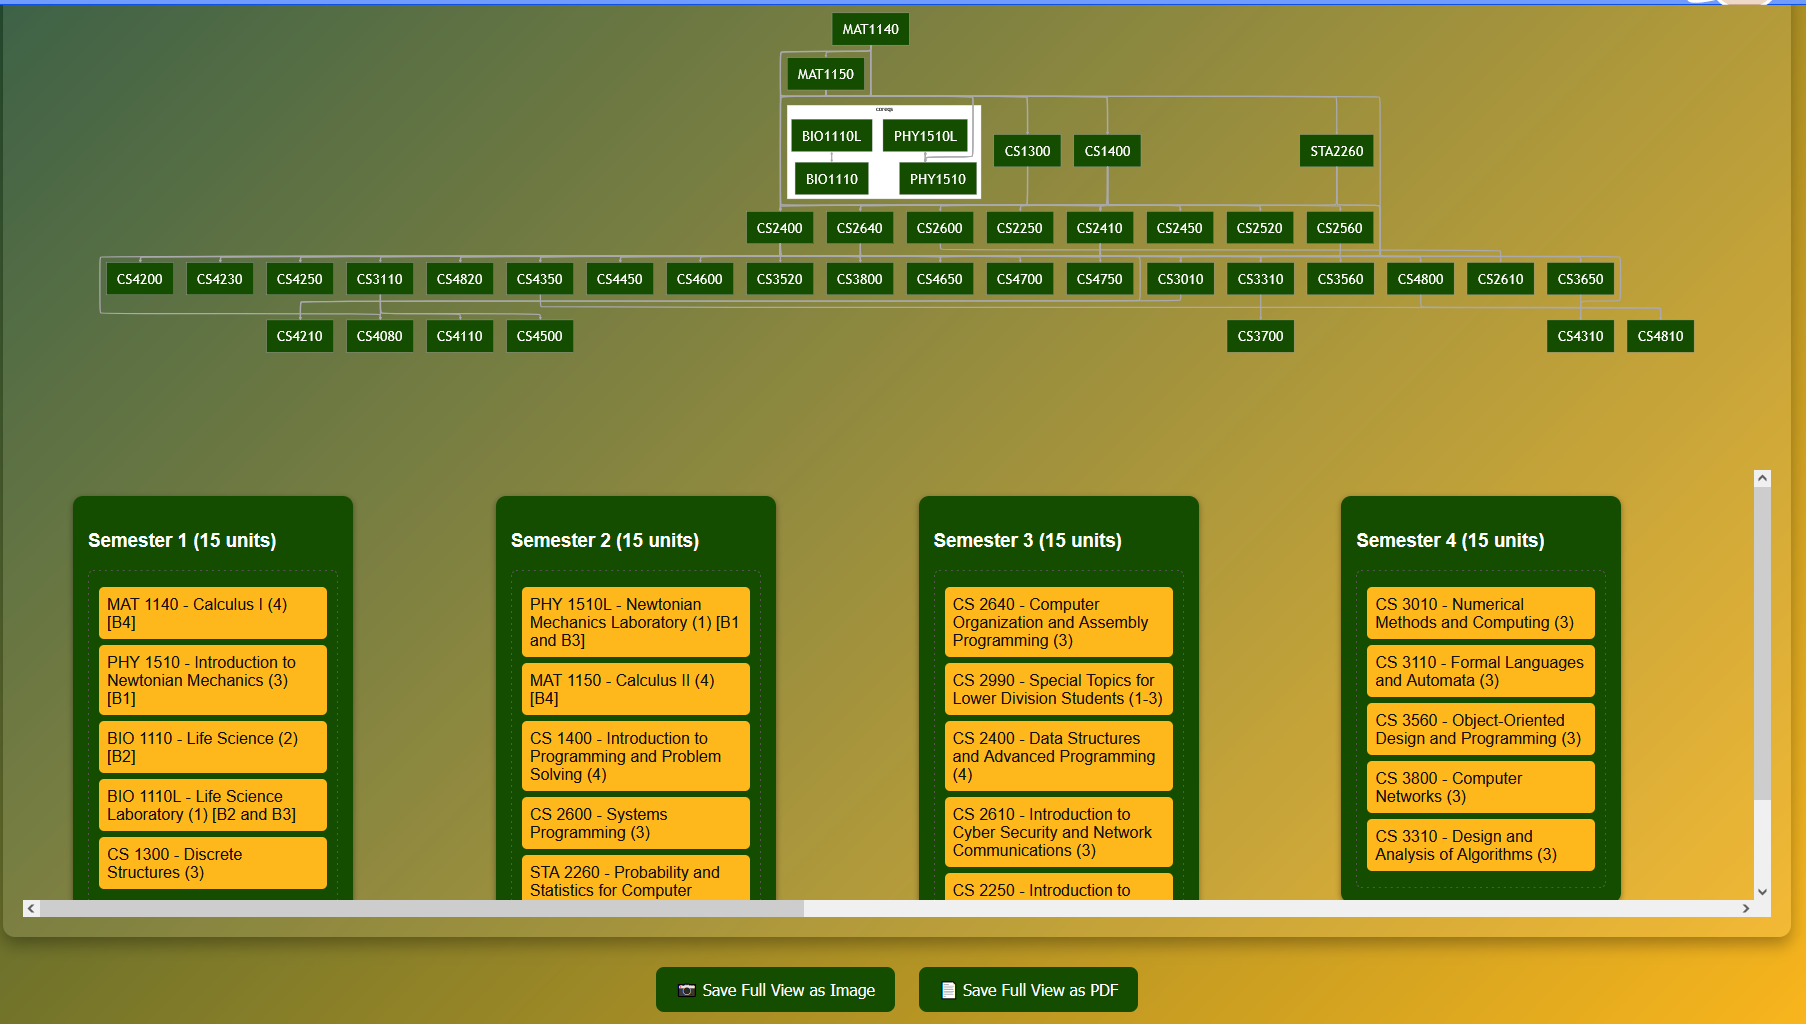 MAT1140
MAT1150
coreqs
BIO1110L PHY1510L
CS1300 CS1400 STA2260
BIO1110 PHY1510
CS2400 CS2640 CS2600 CS2250 CS2410 CS2450 CS2520 CS2560
CS4200 CS4230 CS4250 CS3110 CS4820 CS4350 CS4450 CS4600 CS3520 CS3800 CS4650 CS4700 CS4750 CS3010 CS3310 CS3560 CS4800 CS2610 CS3650
CS4210 CS4080 CS4110 CS4500 CS3700 CS4310 CS4810
Semester 1 (15 units)
MAT 1140 - Calculus I (4)
[B4]
PHY 1510 - Introduction to
Newtonian Mechanics (3)
[B1]
BIO 1110 - Life Science (2)
[B2]
BIO 1110L - Life Science
Laboratory (1) [B2 and B3]
CS 1300 - Discrete
Structures (3)
Semester 2 (15 units)
PHY 1510L - Newtonian
Mechanics Laboratory (1) [B1
and B3]
MAT 1150 - Calculus II (4)
[B4]
CS 1400 - Introduction to
Programming and Problem
Solving (4)
CS 2600 - Systems
Programming (3)
STA 2260 - Probability and
Statistics for Computer
Semester 3 (15 units)
CS 2640 - Computer
Organization and Assembly
Programming (3)
CS 2990 - Special Topics for
Lower Division Students (1-3)
CS 2400 - Data Structures
and Advanced Programming
(4)
CS 2610 - Introduction to
Cyber Security and Network
Communications (3)
CS 2250 - Introduction to
Semester 4 (15 units)
CS 3010 - Numerical
Methods and Computing (3)
CS 3110 - Formal Languages
and Automata (3)
CS 3560 - Object-Oriented
Design and Programming (3)
CS 3800 - Computer
Networks (3)
CS 3310 - Design and
Analysis of Algorithms (3)
Save Full View as Image
Save Full View as PDF